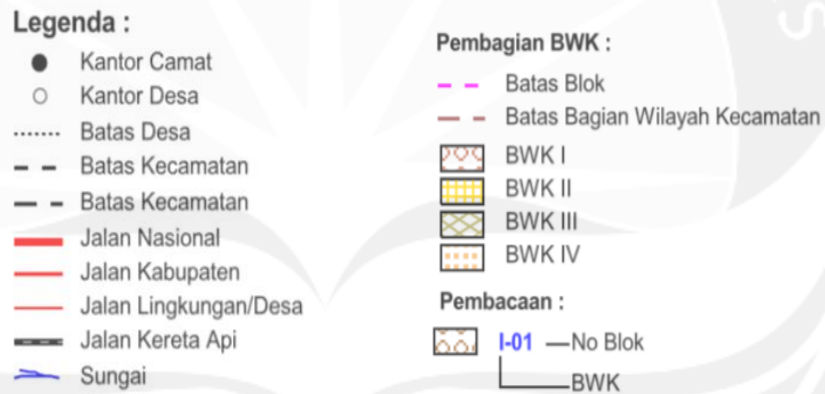 Legenda :
Kantor Camat
Kantor Desa
Batas Desa
Batas Kecamatan
Batas Kecamatan
Jalan Nasional
Jalan Kabupaten
Jalan Lingkungan/Desa
Jalan Kereta Api
Sungai
Pembagian BWK :
Batas Blok
Batas Bagian Wilayah Kecamatan
BWK I
BWK II
BWK III
BWK IV
Pembacaan :
I-01 No Blok
BWK